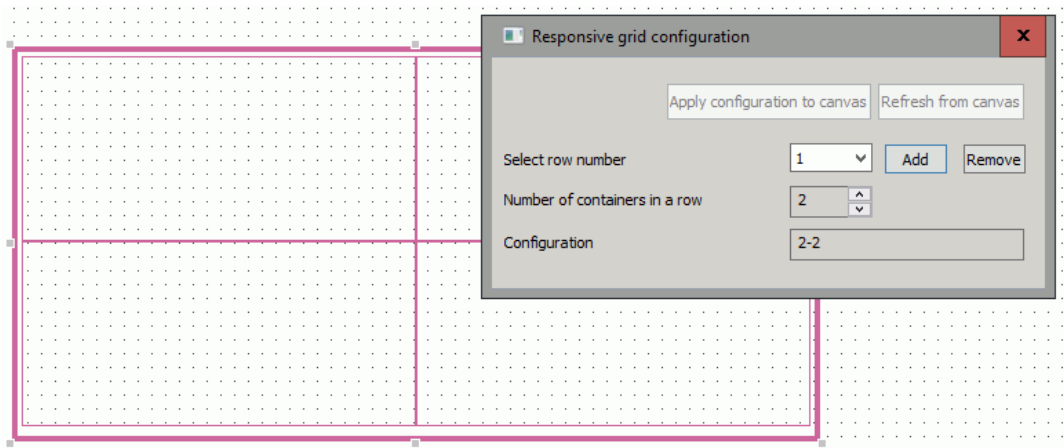 Responsive grid configuration
x
Apply configuration to canvas Refresh from canvas
Select row number 1 Add Remove
Number of containers in a row 2
Configuration 2-2